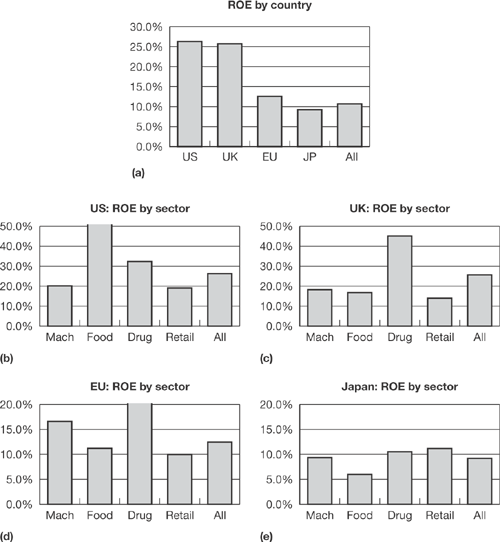 ROE by country
30.0%
25.0%
20.0%
15.0%
10.0%
5.0%
0.0%
US UK EU JP All
(a)
US: ROE by sector
50.0%
40.0%
30.0%
20.0%
10.0%
0.0%
Mach Food Drug Retail All
(b)
UK: ROE by sector
50.0%
40.0%
30.0%
20.0%
10.0%
0.0%
Mach Food Drug Retail All
(c)
EU: ROE by sector
20.0%
15.0%
10.0%
5.0%
0.0%
Mach Food Drug Retail All
(d)
Japan: ROE by sector
20.0%
15.0%
10.0%
5.0%
0.0%
Mach Food Drug Retail All
(e)